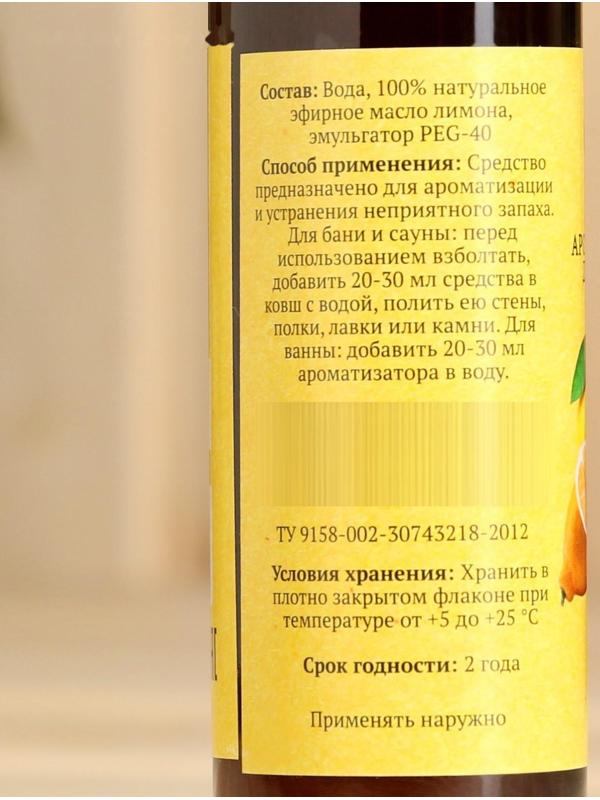 Состав: Вода, 100% натуральное
эфирное масло лимона,
эмульгатор PEG-40
Способ применения: Средство
предназначено для ароматизации
и устранения неприятного запаха.
Для бани и сауны: перед
использованием взболтать,
добавить 20-30 мл средства в
ковш с водой, полить ею стены,
полки, лавки или камни. Для
ванны: добавить 20-30 мл
ароматизатора в воду.
ТУ 9158-002-30743218-2012
Условия хранения: Хранить в
плотно закрытом флаконе при
температуре от +5 до +25 °С
Срок годности: 2 года
Применять наружно